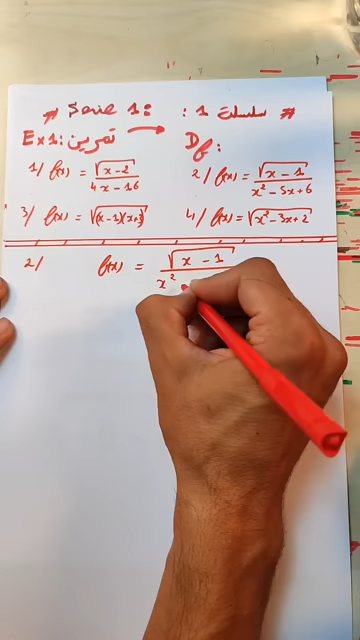 # Serie 1: : 1 سلسلة #
Ex1: تمرين → Df:
1/ f(x) = √(x-2) / (4x-16) 2/ f(x) = √(x-1) / (x²-5x+6)
3/ f(x) = √((x-1)(x+3)) 4/ f(x) = √(x²-3x+2)
2/ f(x) = √(x-1) / x²